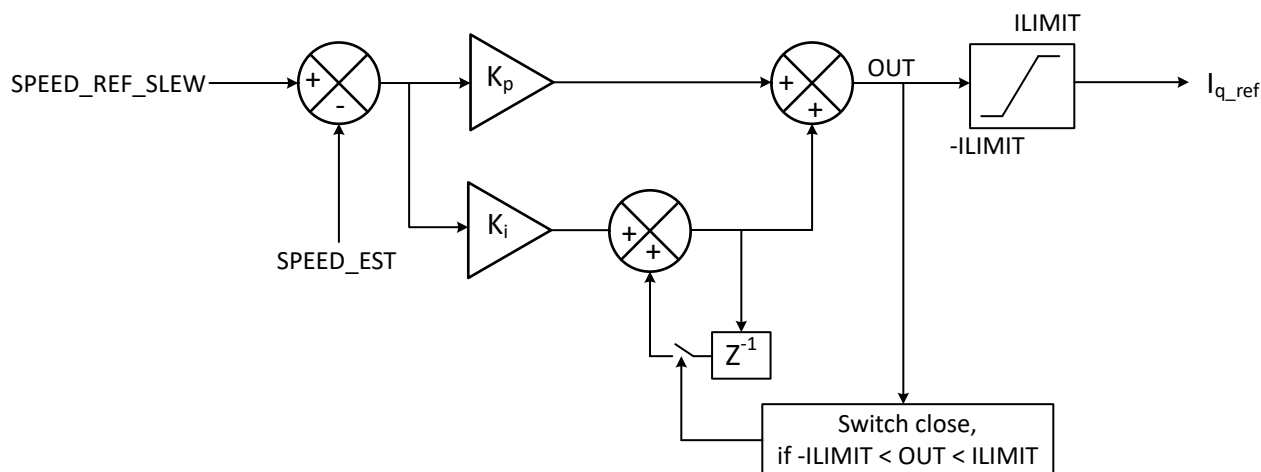 ILIMIT
SPEED_REF_SLEW
+
-
Kp
+
+
OUT
-ILIMIT
Iq_ref
SPEED_EST
Ki
+
+
Z-1
Switch close,
if -ILIMIT < OUT < ILIMIT